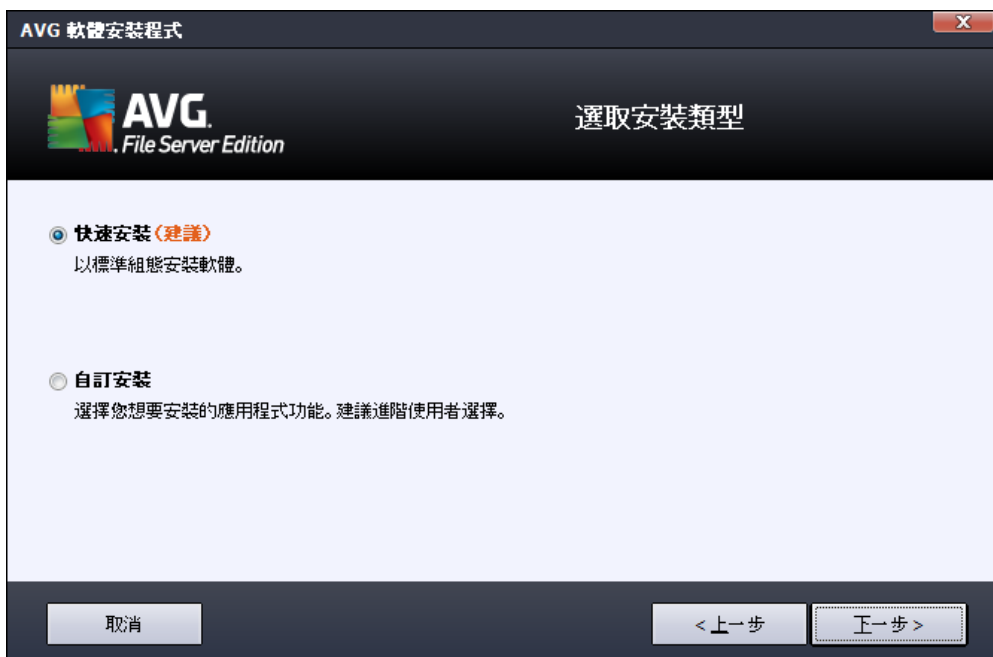 AVG 軟體安裝程式
AVG.
File Server Edition
選取安裝類型
快速安裝(建議)
以標準組態安裝軟體。
自訂安裝
選擇您想要安裝的應用程式功能。建議進階使用者選擇。
取消
<上一步
下一步>